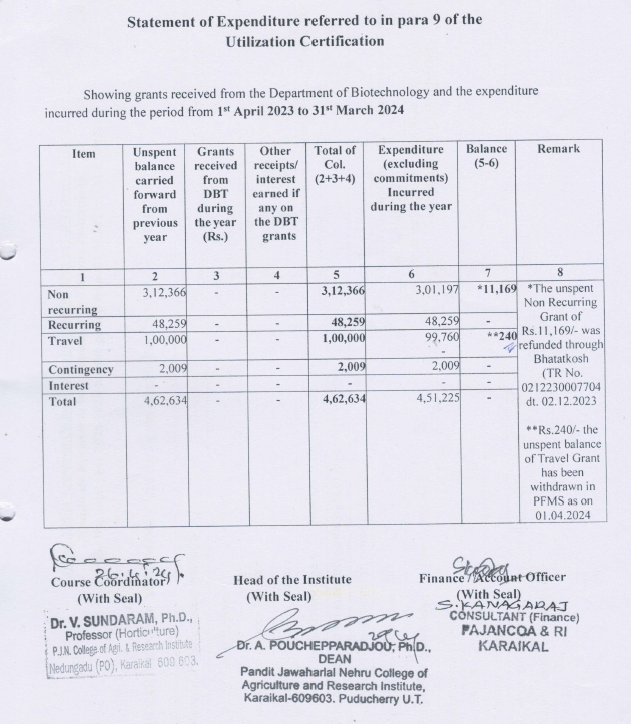 Statement of Expenditure referred to in para 9 of the
Utilization Certification
Showing grants received from the Department of Biotechnology and the expenditure
incurred during the period from 1st April 2023 to 31st March 2024
Item
Unspent balance carried forward from previous year
Grants received from DBT during the year (Rs.)
Other receipts/ interest earned if any on the DBT grants
Total of Col. (2+3+4)
Expenditure (excluding commitments) Incurred during the year
Balance (5-6)
Remark
1 2 3 4 5 6 7 8
Non recurring 3,12,366 - - 3,12,366 3,01,197 *11,169
Recurring 48,259 - - 48,259 48,259 -
Travel 1,00,000 - - 1,00,000 99,760 **240
-
Contingency 2,009 - - 2,009 2,009 -
Interest - - - - - -
Total 4,62,634 - - 4,62,634 4,51,225 -
*The unspent
Non Recurring
Grant of
Rs.11,169/- was
refunded through
Bhatatkosh
(TR No.
0212230007704
dt. 02.12.2023
**Rs.240/- the
unspent balance
of Travel Grant
has been
withdrawn in
PFMS as on
01.04.2024
26.4.24
Course Coordinator
(With Seal)
Dr. V. SUNDARAM, Ph.D.,
Professor (Horticulture)
P.J.N. College of Agri. & Research Institute
Nedungadu (PO), Karaikal 609 603.
Head of the Institute
(With Seal)
Dr. A. POUCHEPPARADJOU, Ph.D.,
DEAN
Pandit Jawaharlal Nehru College of
Agriculture and Research Institute,
Karaikal-609603. Puducherry U.T.
Finance / Account Officer
(With Seal)
S. KANAGARAJ
CONSULTANT (Finance)
PAJANCOA & RI
KARAIKAL